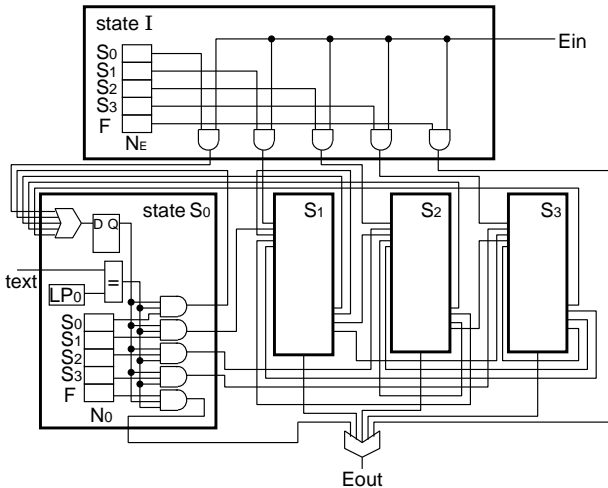 state I
S0
S1
S2
S3
F
NE
Ein
state S0
D Q
text
=
LP0
S0
S1
S2
S3
F
N0
S1
S2
S3
Eout